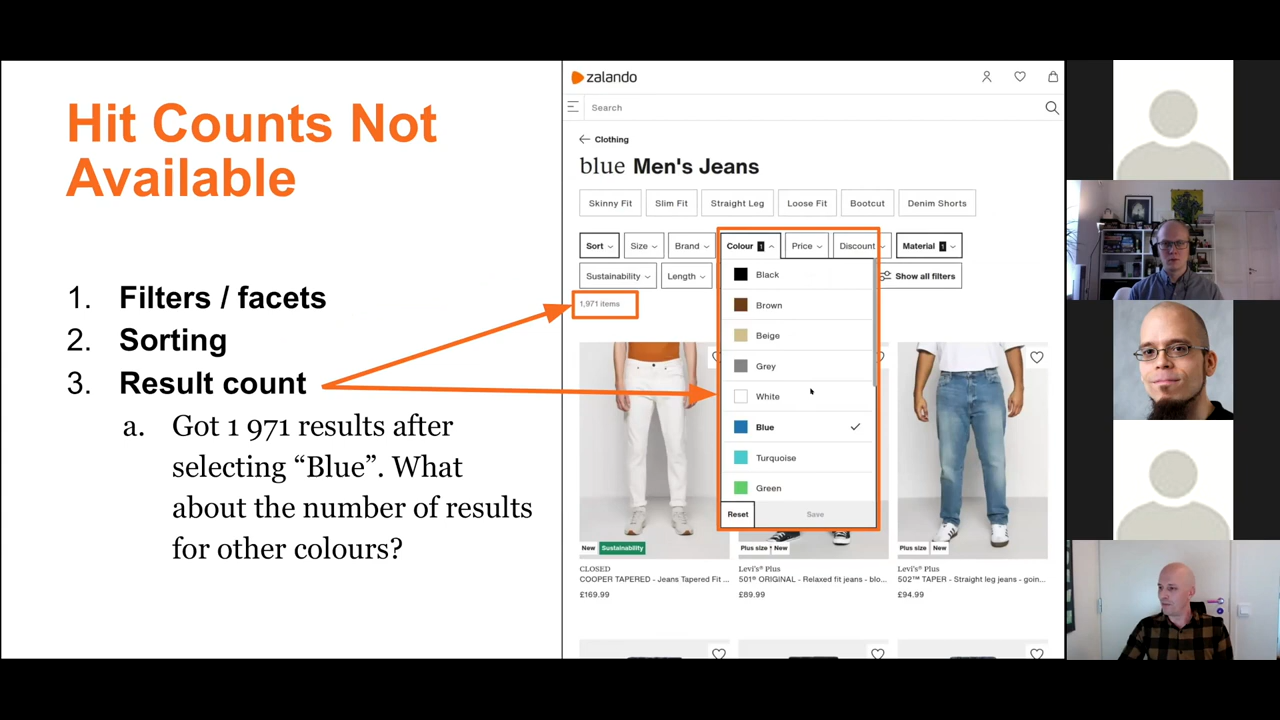 Hit Counts Not
Available
1. Filters / facets
2. Sorting
3. Result count
a. Got 1 971 results after
selecting “Blue”. What
about the number of results
for other colours?
zalando
Search
Clothing
blue Men's Jeans
Skinny Fit
Slim Fit
Straight Leg
Loose Fit
Bootcut
Denim Shorts
Sort
Size
Brand
Colour 1
Price
Discount
Material 1
Sustainability
Length
Show all filters
1,971 items
Black
Brown
Beige
Grey
White
Blue
Turquoise
Green
Reset
Save
New Sustainability
CLOSED
COOPER TAPERED - Jeans Tapered Fit ...
£169.99
Plus size New
Levi's® Plus
501® ORIGINAL - Relaxed fit jeans - blo...
£89.99
Plus size New
Levi's® Plus
502™ TAPER - Straight leg jeans - goin...
£94.99